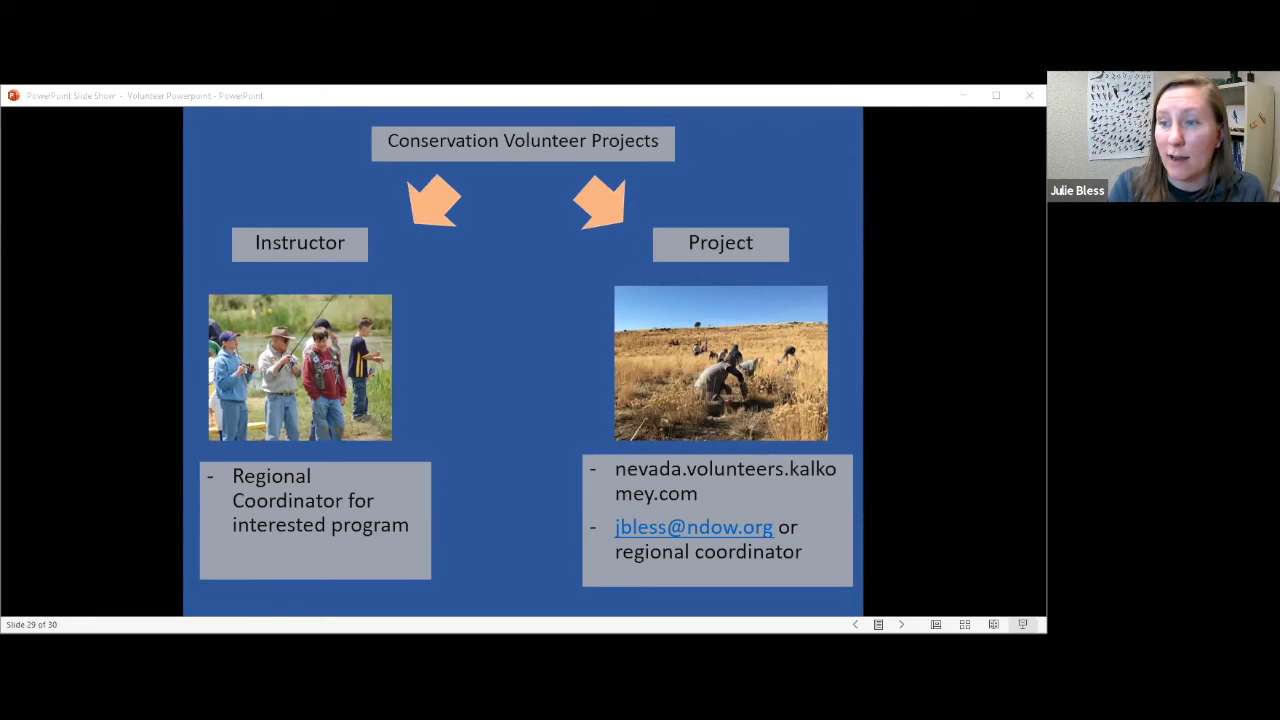 PowerPoint Slide Show - Volunteer Powerpoint - PowerPoint
Conservation Volunteer Projects
Instructor
Project
Julie Bless
- Regional
Coordinator for
interested program
- nevada.volunteers.kalko
mey.com
- jbless@ndow.org or
regional coordinator
Slide 29 of 30